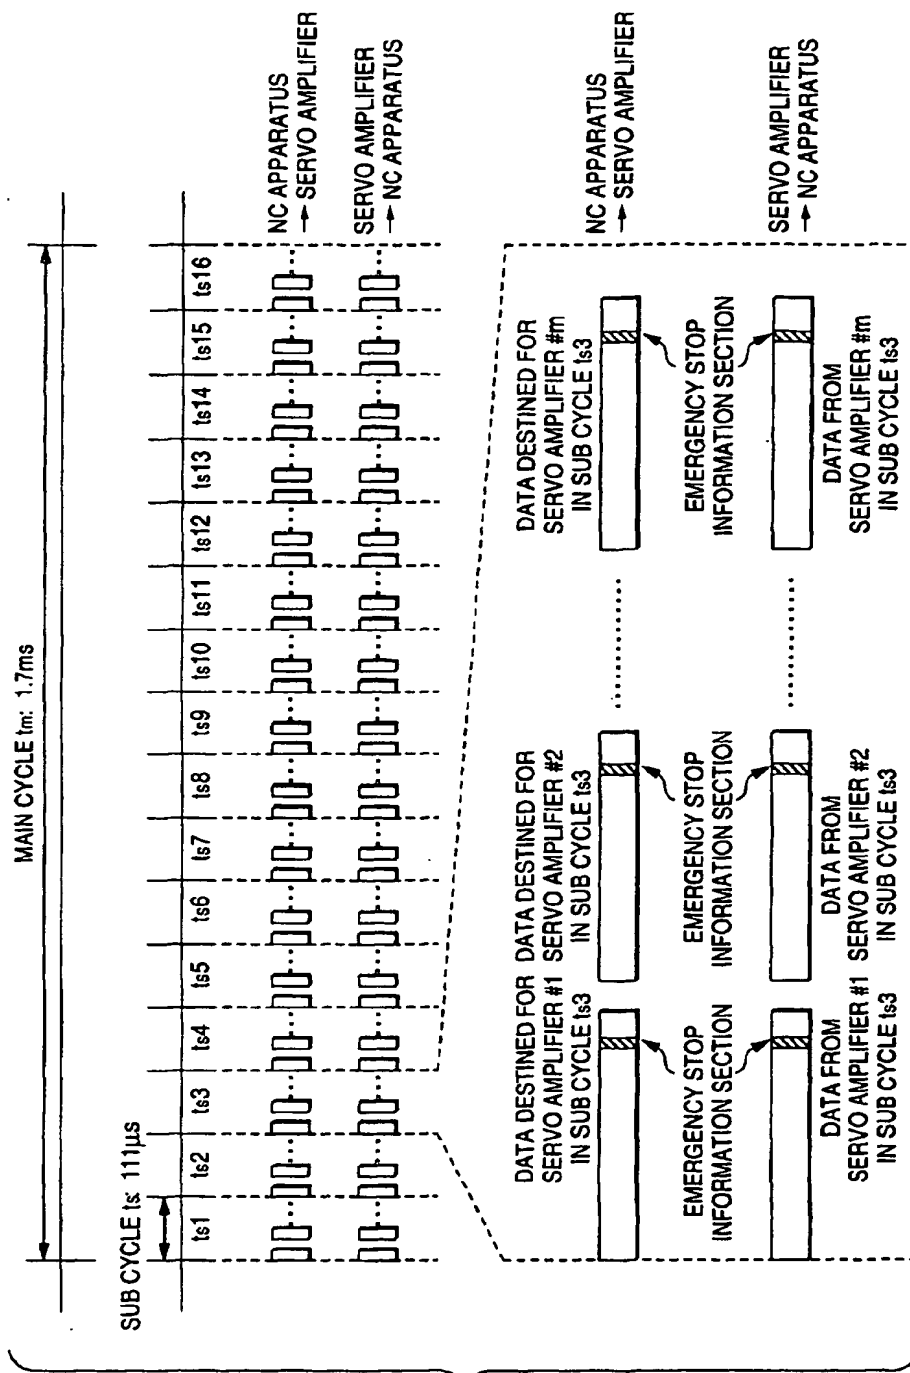 MAIN CYCLE tm: 1.7ms
SUB CYCLE ts: 111µs
ts1 ts2 ts3 ts4 ts5 ts6 ts7 ts8 ts9 ts10 ts11 ts12 ts13 ts14 ts15 ts16
NC APPARATUS
→ SERVO AMPLIFIER
SERVO AMPLIFIER
→ NC APPARATUS
DATA DESTINED FOR
SERVO AMPLIFIER #1
IN SUB CYCLE ts3
DATA DESTINED FOR
SERVO AMPLIFIER #2
IN SUB CYCLE ts3
DATA DESTINED FOR
SERVO AMPLIFIER #m
IN SUB CYCLE ts3
NC APPARATUS
→ SERVO AMPLIFIER
EMERGENCY STOP
INFORMATION SECTION
EMERGENCY STOP
INFORMATION SECTION
EMERGENCY STOP
INFORMATION SECTION
SERVO AMPLIFIER
→ NC APPARATUS
DATA FROM
SERVO AMPLIFIER #1
IN SUB CYCLE ts3
DATA FROM
SERVO AMPLIFIER #2
IN SUB CYCLE ts3
DATA FROM
SERVO AMPLIFIER #m
IN SUB CYCLE ts3